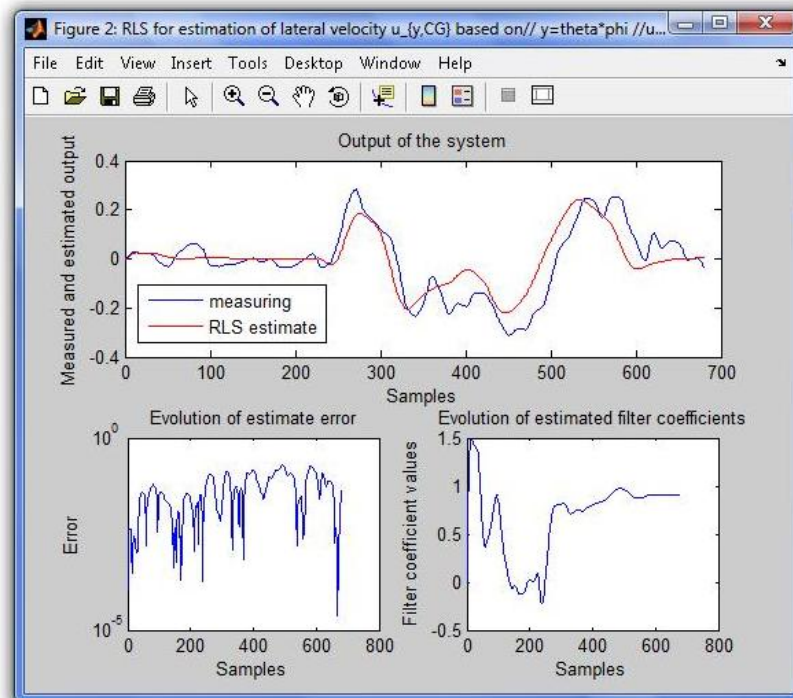 Figure 2: RLS for estimation of lateral velocity u_{y,CG} based on// y=theta*phi //u...
File Edit View Insert Tools Desktop Window Help
Output of the system
Measured and estimated output
0.4
0.2
0
-0.2
-0.4
measuring
RLS estimate
0 100 200 300 400 500 600 700
Samples
Evolution of estimate error
Error
10^0
10^-5
0 200 400 600 800
Samples
Evolution of estimated filter coefficients
Filter coefficient values
1.5
1
0.5
0
-0.5
0 200 400 600 800
Samples